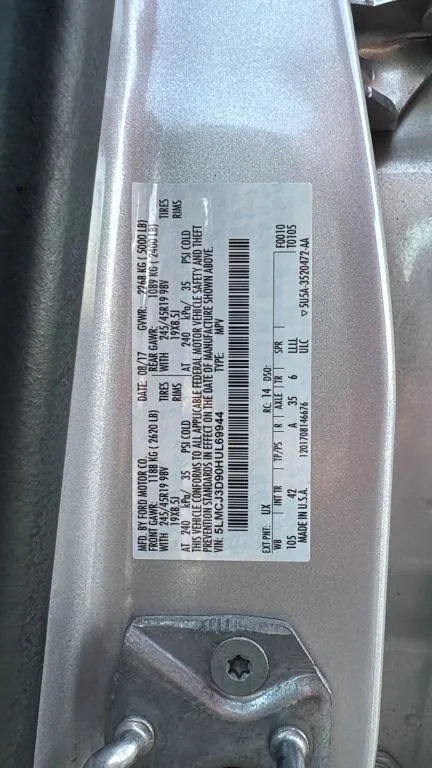 MFD. BY FORD MOTOR CO.
DATE: 08/17 GVWR: 2268 KG ( 5000 LB)
FRONT GAWR: 1188 KG ( 2620 LB) REAR GAWR: 1089 KG ( 2400 LB)
WITH 245/45R19 98V TIRES WITH 245/45R19 98V TIRES
19X8.5J RIMS 19X8.5J RIMS
AT 240 kPa/ 35 PSI COLD AT 240 kPa/ 35 PSI COLD
THIS VEHICLE CONFORMS TO ALL APPLICABLE FEDERAL MOTOR VEHICLE SAFETY AND THEFT
PREVENTION STANDARDS IN EFFECT ON THE DATE OF MANUFACTURE SHOWN ABOVE.
VIN: 5LMCJ3D90HUL69944 TYPE: MPV
F0010
EXT PNT: UX RC: 14 DSO: T0105
WB INT TR TP/PS R AXLE TR SPR
105 42 A 35 6 LLLL
ULC
MADE IN U.S.A. 1201708146676 5U5A-3520472-AA